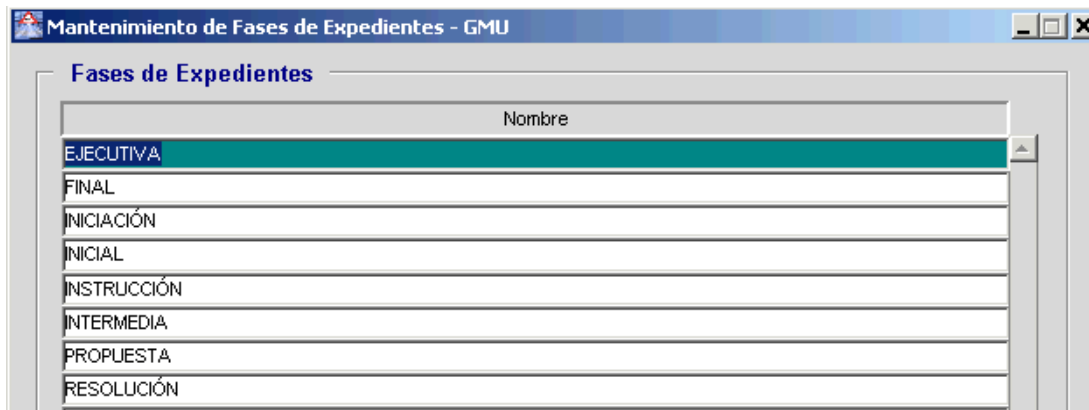 Mantenimiento de Fases de Expedientes - GMU
Fases de Expedientes
Nombre
EJECUTIVA
FINAL
INICIACIÓN
INICIAL
INSTRUCCIÓN
INTERMEDIA
PROPUESTA
RESOLUCIÓN